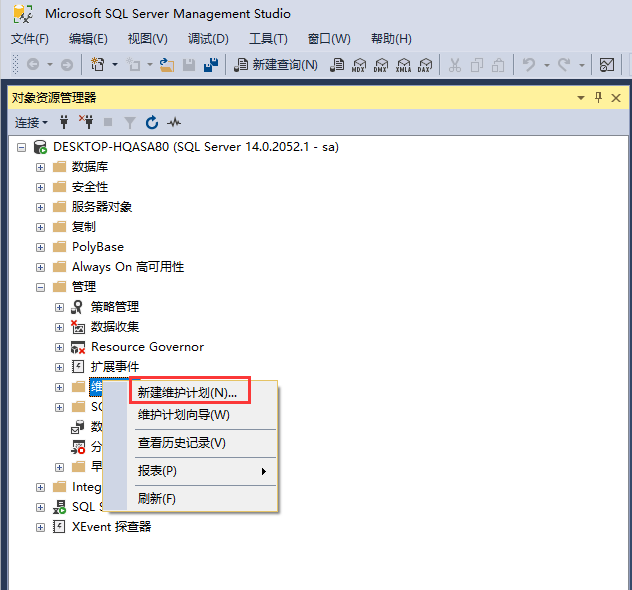 Microsoft SQL Server Management Studio
文件(F) 编辑(E) 视图(V) 调试(D) 工具(T) 窗口(W) 帮助(H)
新建查询(N) MDX DMX XMLA DAX
对象资源管理器
连接
DESKTOP-HQASA80 (SQL Server 14.0.2052.1 - sa)
数据库
安全性
服务器对象
复制
PolyBase
Always On 高可用性
管理
策略管理
数据收集
Resource Governor
扩展事件
维
新建维护计划(N)...
SQ
维护计划向导(W)
数
查看历史记录(V)
分
早
报表(P)
Integ
刷新(F)
SQL S
XEvent 探查器